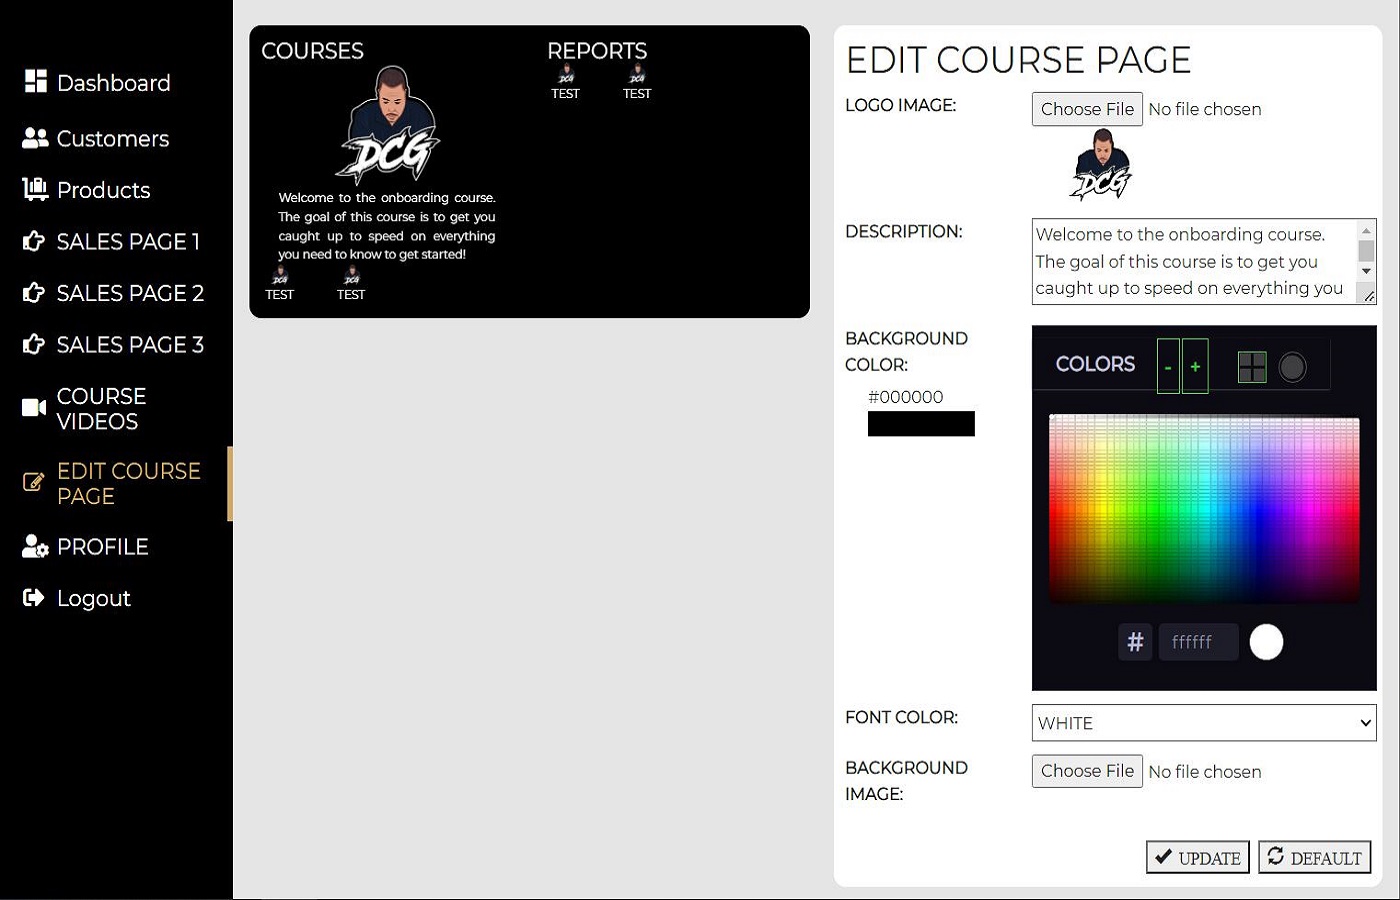 Dashboard
Customers
Products
SALES PAGE 1
SALES PAGE 2
SALES PAGE 3
COURSE
VIDEOS
EDIT COURSE
PAGE
PROFILE
Logout
COURSES
DCG
Welcome to the onboarding course.
The goal of this course is to get you
caught up to speed on everything
you need to know to get started!
DCG DCG
TEST TEST
REPORTS
DCG DCG
TEST TEST
EDIT COURSE PAGE
LOGO IMAGE:
Choose File No file chosen
DCG
DESCRIPTION:
Welcome to the onboarding course.
The goal of this course is to get you
caught up to speed on everything you
BACKGROUND
COLOR:
#000000
COLORS - +
# ffffff
FONT COLOR:
WHITE
BACKGROUND
IMAGE:
Choose File No file chosen
UPDATE DEFAULT